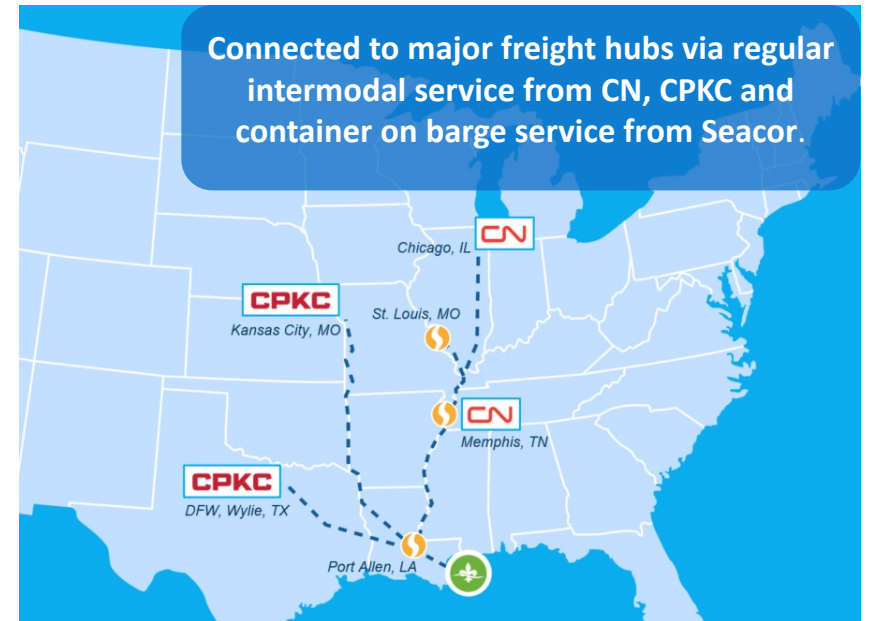 Connected to major freight hubs via regular
intermodal service from CN, CPKC and
container on barge service from Seacor.
CN
Chicago, IL
CPKC
Kansas City, MO
St. Louis, MO
CN
Memphis, TN
CPKC
DFW, Wylie, TX
Port Allen, LA